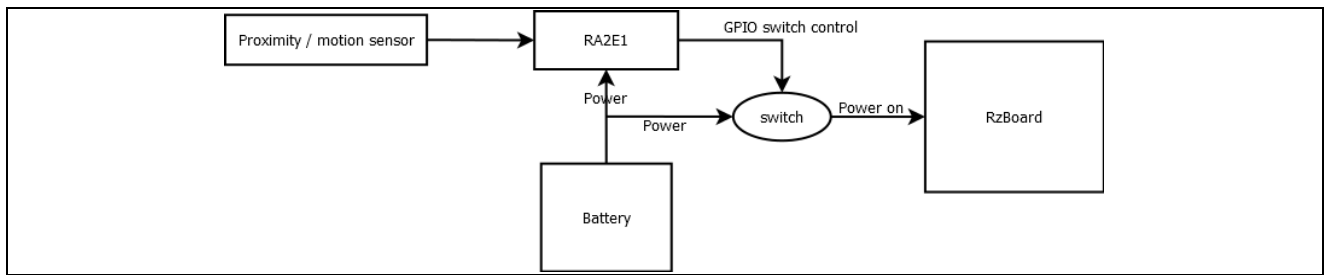 Proximity / motion sensor
RA2E1
GPIO switch control
Power
Power
switch
Power on
RzBoard
Battery